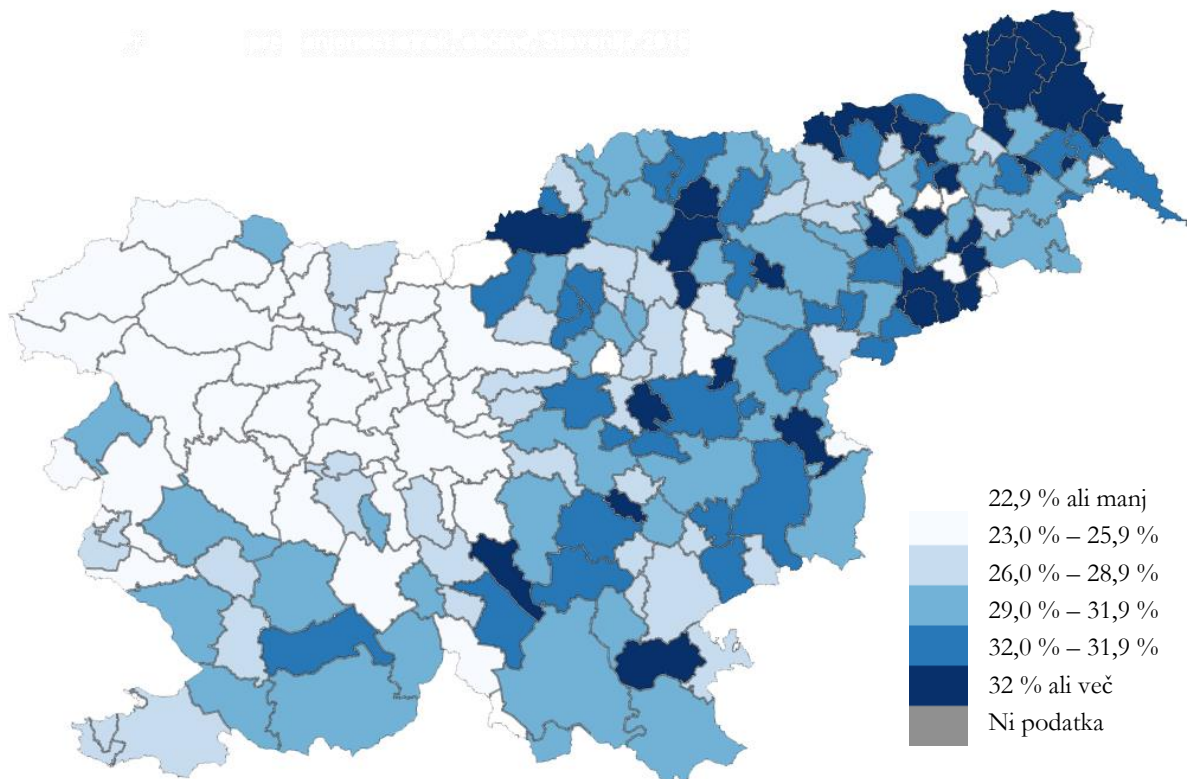 22,9 % ali manj
23,0 % – 25,9 %
26,0 % – 28,9 %
29,0 % – 31,9 %
32,0 % – 31,9 %
32 % ali več
Ni podatka